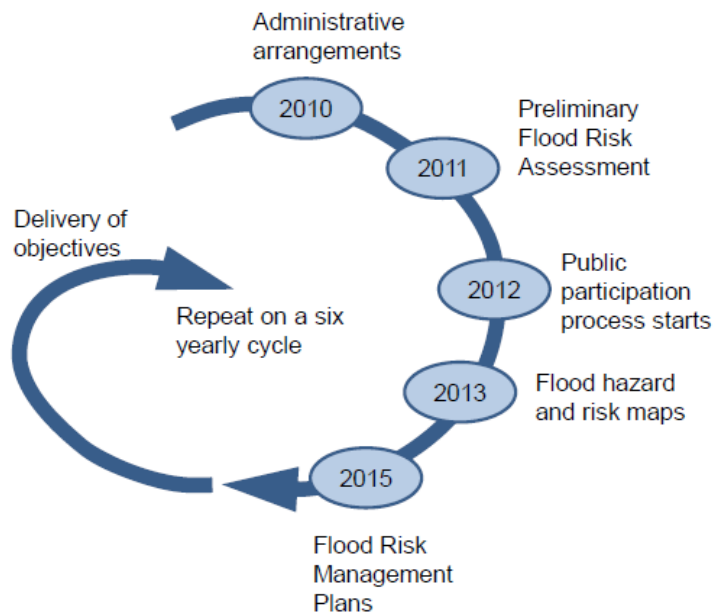 Administrative
arrangements
2010
Preliminary
Flood Risk
Assessment
2011
Public
participation
process starts
2012
Flood hazard
and risk maps
2013
2015
Flood Risk
Management
Plans
Delivery of
objectives
Repeat on a six
yearly cycle